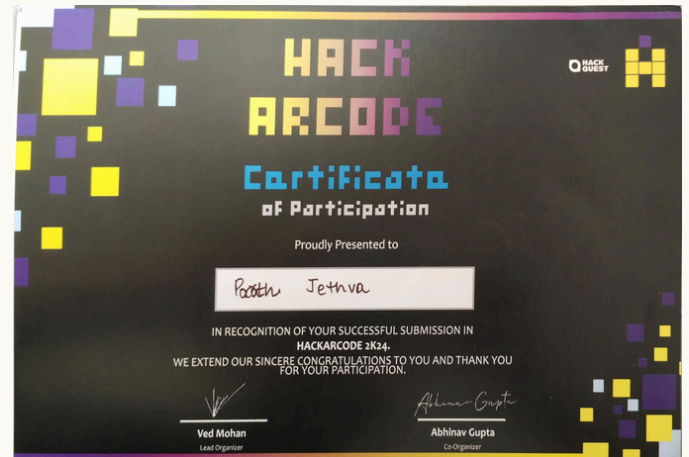 HACK
ARCODE
HACK
QUEST
Certificate
of Participation
Proudly Presented to
Jethva
IN RECOGNITION OF YOUR SUCCESSFUL SUBMISSION IN
HACKARCODE 2K24.
WE EXTEND OUR SINCERE CONGRATULATIONS TO YOU AND THANK YOU
FOR YOUR PARTICIPATION.
Abhinav Gupta
Ved Mohan
Lead Organizer
Abhinav Gupta
Co-Organizer